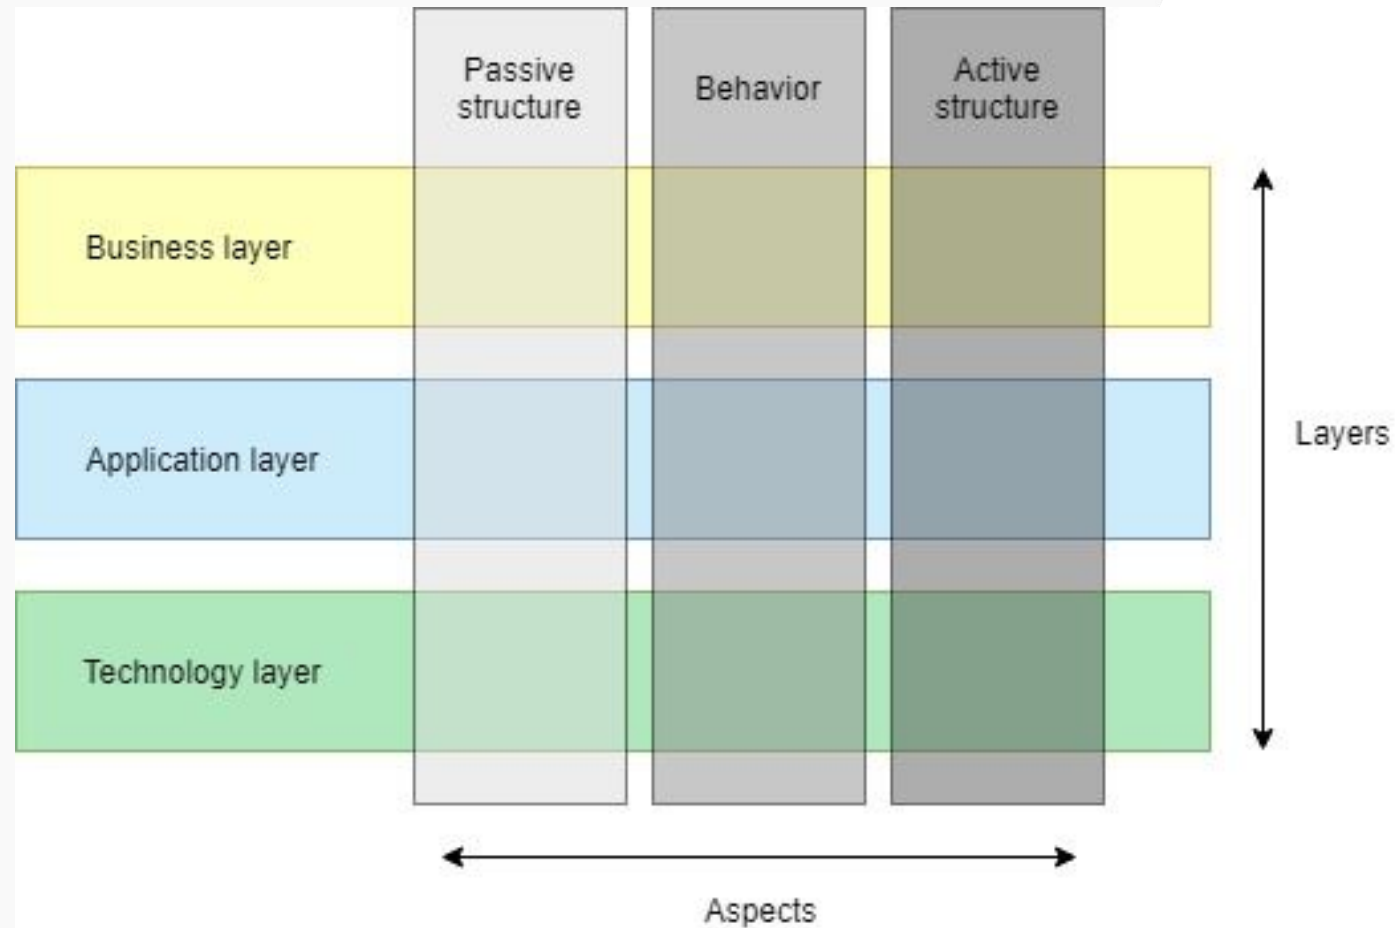 Passive
structure
Behavior
Active
structure
Business layer
Application layer
Layers
Technology layer
Aspects